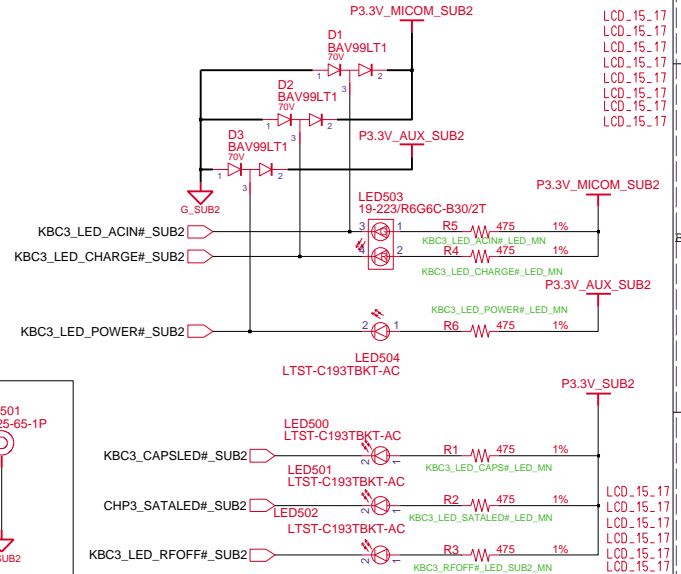 P3.3V_MICOM_SUB2
LCD_15_17
LCD_15_17
LCD_15_17
LCD_15_17
LCD_15_17
LCD_15_17
LCD_15_17
LCD_15_17
D1
BAV99LT1
70V
1
2
3
D2
BAV99LT1
70V
1
2
3
D3
BAV99LT1
70V
1
2
3
P3.3V_AUX_SUB2
G_SUB2
LED503
19-223/R6G6C-B30/2T
P3.3V_MICOM_SUB2
KBC3_LED_ACIN#_SUB2
3
1
R5
475
1%
KBC3_LED_ACIN#_LED_MN
KBC3_LED_CHARGE#_SUB2
4
2
R4
475
1%
KBC3_LED_CHARGE#_LED_MN
P3.3V_AUX_SUB2
KBC3_LED_POWER#_LED_MN
KBC3_LED_POWER#_SUB2
2
1
R6
475
1%
LED504
LTST-C193TBKT-AC
P3.3V_SUB2
501
25-65-1P
LED500
LTST-C193TBKT-AC
KBC3_CAPSLED#_SUB2
2
1
R1
475
1%
KBC3_LED_CAPS#_LED_MN
LED501
LTST-C193TBKT-AC
CHP3_SATALED#_SUB2
2
1
R2
475
1%
KBC3_LED_SATALED#_LED_MN
LED502
LTST-C193TBKT-AC
KBC3_LED_RFOFF#_SUB2
2
1
R3
475
1%
KBC3_RFOFF#_LED_SUB2_MN
SUB2
LCD_15_17
LCD_15_17
LCD_15_17
LCD_15_17
LCD_15_17
LCD_15_17